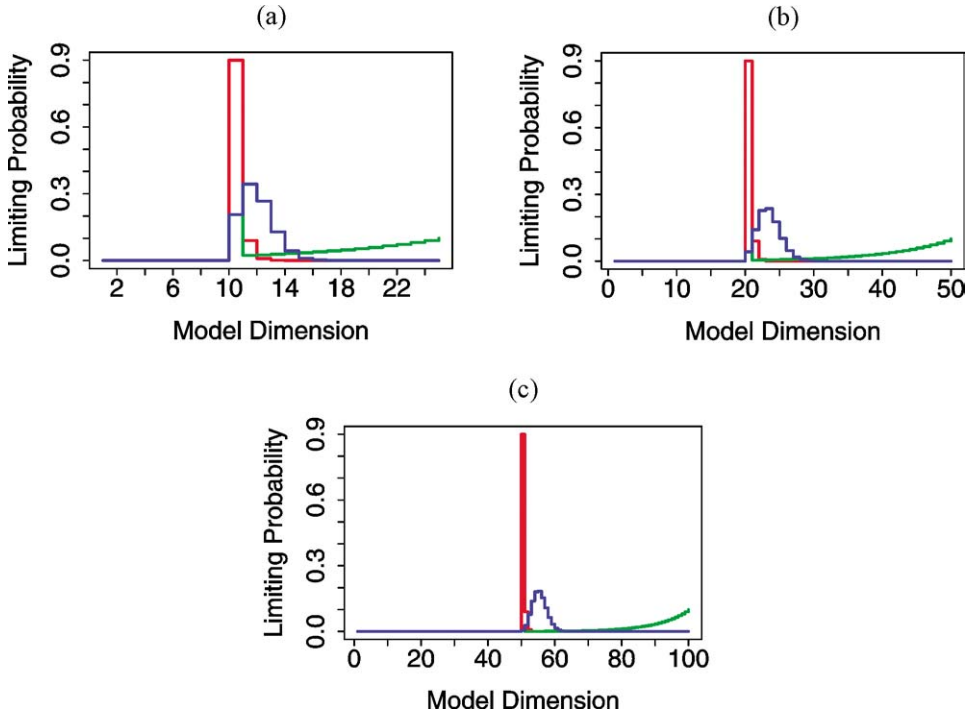 (a)
Limiting Probability
0.9
0.6
0.3
0.0
2 6 10 14 18 22
Model Dimension
(b)
Limiting Probability
0.9
0.6
0.3
0.0
0 10 20 30 40 50
Model Dimension
(c)
Limiting Probability
0.9
0.6
0.3
0.0
0 20 40 60 80 100
Model Dimension